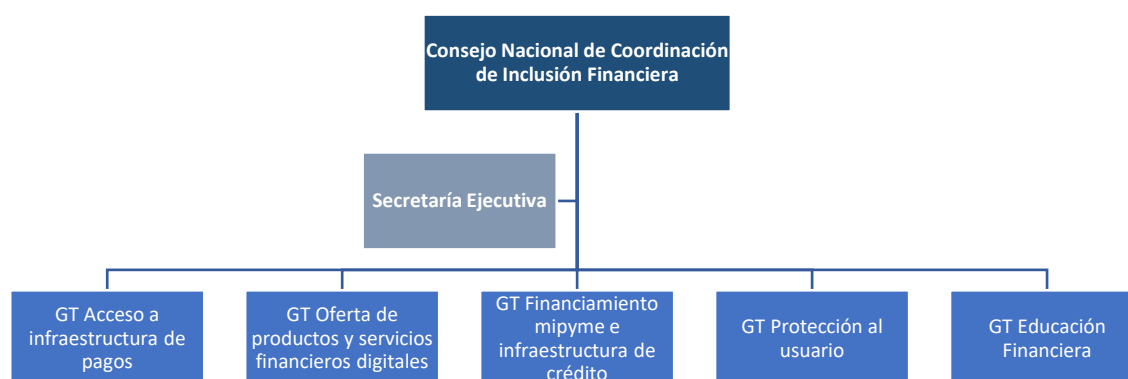 Consejo Nacional de Coordinación
de Inclusión Financiera
Secretaría Ejecutiva
GT Acceso a
infraestructura de
pagos
GT Oferta de
productos y servicios
financieros digitales
GT Financiamiento
mipyme e
infraestructura de
crédito
GT Protección al
usuario
GT Educación
Financiera